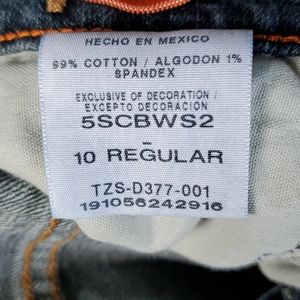 HECHO EN MEXICO
99% COTTON / ALGODON 1%
SPANDEX
EXCLUSIVE OF DECORATION /
EXCEPTO DECORACION
5SCBWS2
-
10 REGULAR
TZS-D377-001
191056242916